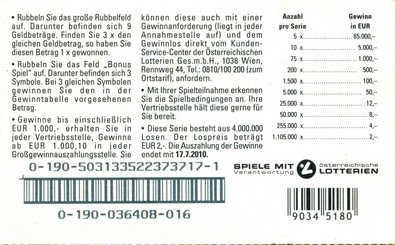 • Rubbeln Sie das große Rubbelfeld
auf. Darunter befinden sich 9
Geldbeträge. Finden Sie 3 x den
gleichen Geldbetrag, so haben Sie
diesen Betrag 1 x gewonnen.
• Rubbeln Sie das Feld „Bonus
Spiel" auf. Darunter befinden sich 3
Symbole. Bei 3 gleichen Symbolen
gewinnen Sie den in der
Gewinntabelle vorgesehenen
Betrag.
• Gewinne bis einschließlich
EUR 1.000,- erhalten Sie in
jeder Vertriebsstelle, Gewinne
ab EUR 1.000,10 in jeder
Großgewinnauszahlungsstelle. Sie
können diese auch mit einer
Gewinnanforderung (liegt in jeder
Annahmestelle auf) und dem
Gewinnlos direkt vom Kunden-
Service-Center der Österreichischen
Lotterien Ges.m.b.H., 1038 Wien,
Rennweg 44, Tel.: 0810/100 200 (zum
Ortstarif), anfordern.
• Mit Ihrer Spielteilnahme erkennen
Sie die Spielbedingungen an. Ihre
Vertriebsstelle hält diese gerne für
Sie bereit.
• Diese Serie besteht aus 4.000.000
Losen. Der Lospreis beträgt
EUR 2,-. Die Auszahlung der Gewinne
endet mit 17.7.2010.
Anzahl Gewinne
pro Serie in EUR
5 x 65.000,–
10 x 5.000,–
75 x 1.000,–
200 x 500,–
1.500 x 100,–
5.000 x 50,–
25.000 x 12,–
50.000 x 8,–
255.000 x 4,–
1.105.000 x 2,–
SPIELE MIT
Verantwortung
österreichische
LOTTERIEN
0-190-5031335223737171-1
0-190-036408-016
9034 5180